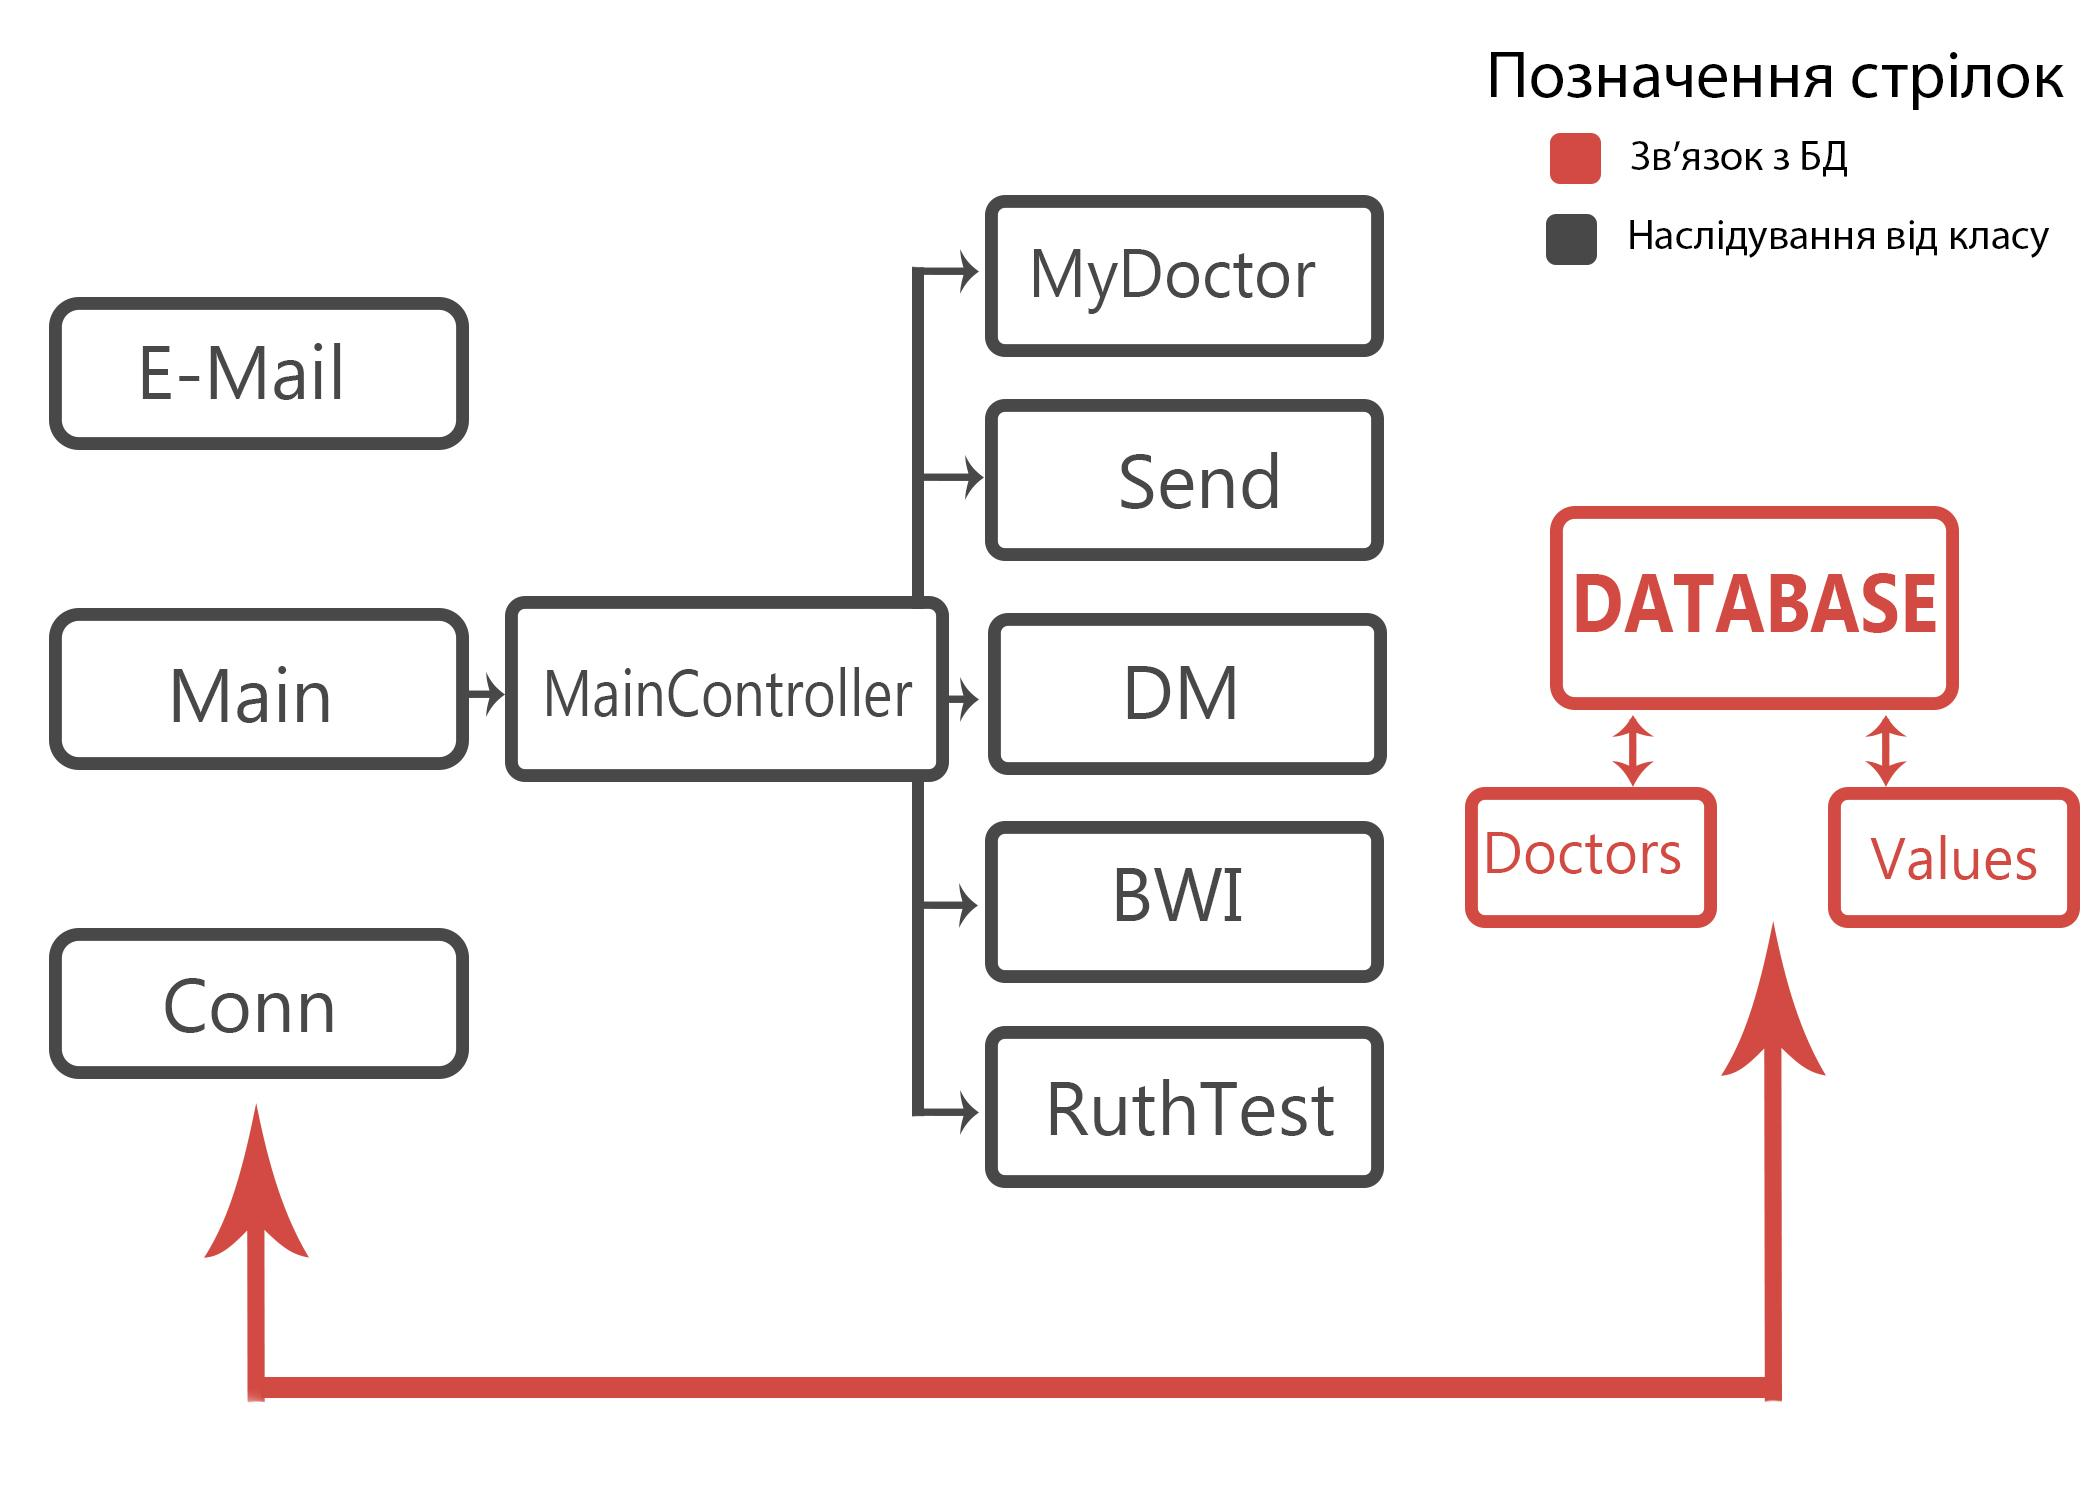 Позначення стрілок
Зв’язок з БД
Наслідування від класу
MyDoctor
E-Mail
Send
DATABASE
Main
MainController
DM
Doctors
Values
BWI
Conn
RuthTest